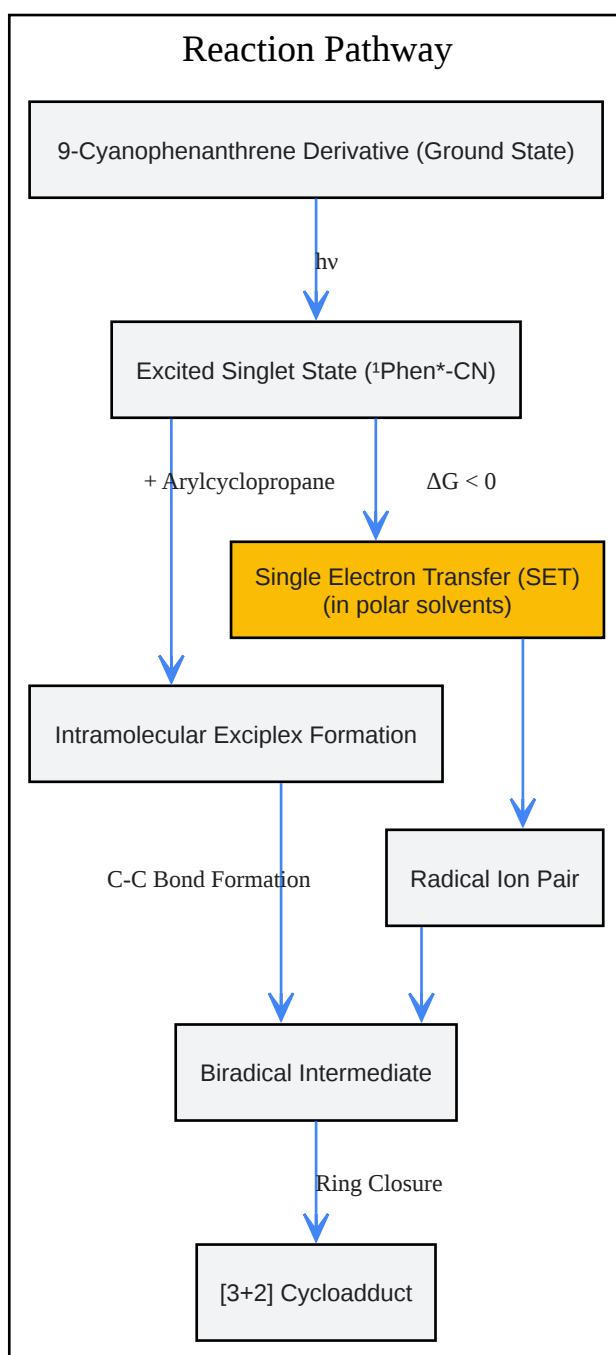 Reaction Pathway
9-Cyanophenanthrene Derivative (Ground State)
hν
Excited Singlet State (¹Phen*-CN)
+ Arylcyclopropane
ΔG < 0
Single Electron Transfer (SET)
(in polar solvents)
Intramolecular Exciplex Formation
C-C Bond Formation
Radical Ion Pair
Biradical Intermediate
Ring Closure
[3+2] Cycloadduct